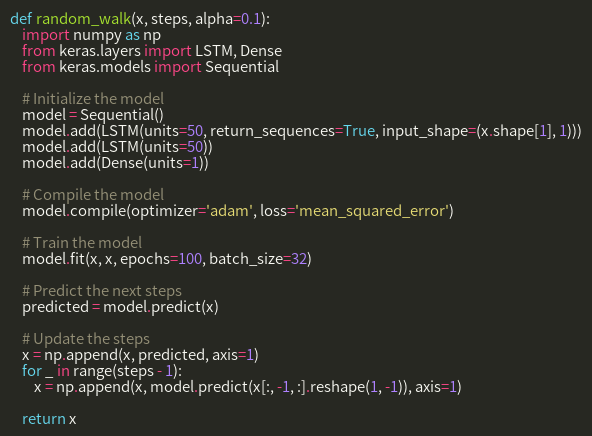 def random_walk(x, steps, alpha=0.1):
    import numpy as np
    from keras.layers import LSTM, Dense
    from keras.models import Sequential

    # Initialize the model
    model = Sequential()
    model.add(LSTM(units=50, return_sequences=True, input_shape=(x.shape[1], 1)))
    model.add(LSTM(units=50))
    model.add(Dense(units=1))

    # Compile the model
    model.compile(optimizer='adam', loss='mean_squared_error')

    # Train the model
    model.fit(x, x, epochs=100, batch_size=32)

    # Predict the next steps
    predicted = model.predict(x)

    # Update the steps
    x = np.append(x, predicted, axis=1)
    for _ in range(steps - 1):
        x = np.append(x, model.predict(x[:, -1, :].reshape(1, -1)), axis=1)

    return x